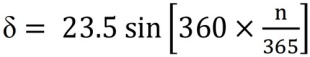 δ = 23.5 sin [360 × n/365]